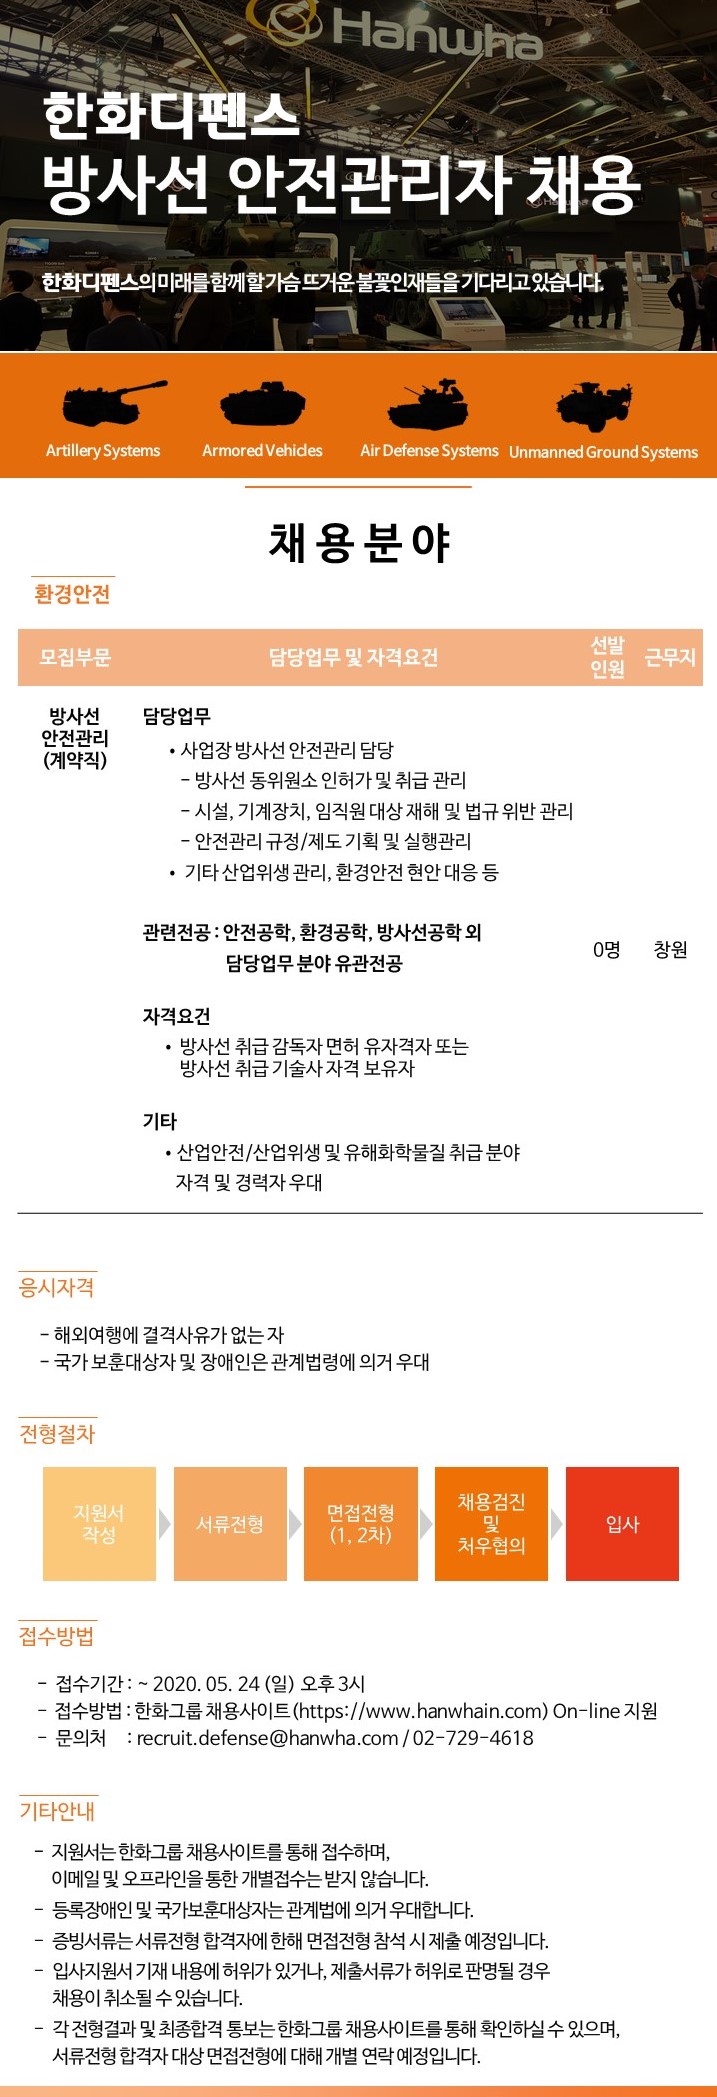 Hanwha
한화디펜스
방사선 안전관리자 채용
한화디펜스의 미래를 함께 할 가슴 뜨거운 불꽃인재들을 기다리고 있습니다.
Artillery Systems
Armored Vehicles
Air Defense Systems
Unmanned Ground Systems
채용분야
환경안전
모집부문
담당업무 및 자격요건
선발
인원
근무지
방사선
안전관리
(계약직)
담당업무
• 사업장 방사선 안전관리 담당
- 방사선 동위원소 인허가 및 취급 관리
- 시설, 기계장치, 임직원 대상 재해 및 법규 위반 관리
- 안전관리 규정/제도 기획 및 실행관리
• 기타 산업위생 관리, 환경안전 현안 대응 등
관련전공 : 안전공학, 환경공학, 방사선공학 외
담당업무 분야 유관전공
0명
창원
자격요건
• 방사선 취급 감독자 면허 유자격자 또는
방사선 취급 기술사 자격 보유자
기타
• 산업안전/산업위생 및 유해화학물질 취급 분야
자격 및 경력자 우대
응시자격
- 해외여행에 결격사유가 없는 자
- 국가 보훈대상자 및 장애인은 관계법령에 의거 우대
전형절차
지원서
작성
서류전형
면접전형
(1, 2차)
채용검진
및
처우협의
입사
접수방법
- 접수기간 : ~ 2020. 05. 24 (일) 오후 3시
- 접수방법 : 한화그룹 채용사이트(https://www.hanwhain.com) On-line 지원
- 문의처 : recruit.defense@hanwha.com / 02-729-4618
기타안내
- 지원서는 한화그룹 채용사이트를 통해 접수하며,
이메일 및 오프라인을 통한 개별접수는 받지 않습니다.
- 등록장애인 및 국가보훈대상자는 관계법에 의거 우대합니다.
- 증빙서류는 서류전형 합격자에 한해 면접전형 참석 시 제출 예정입니다.
- 입사지원서 기재 내용에 허위가 있거나, 제출서류가 허위로 판명될 경우
채용이 취소될 수 있습니다.
- 각 전형결과 및 최종합격 통보는 한화그룹 채용사이트를 통해 확인하실 수 있으며,
서류전형 합격자 대상 면접전형에 대해 개별 연락 예정입니다.